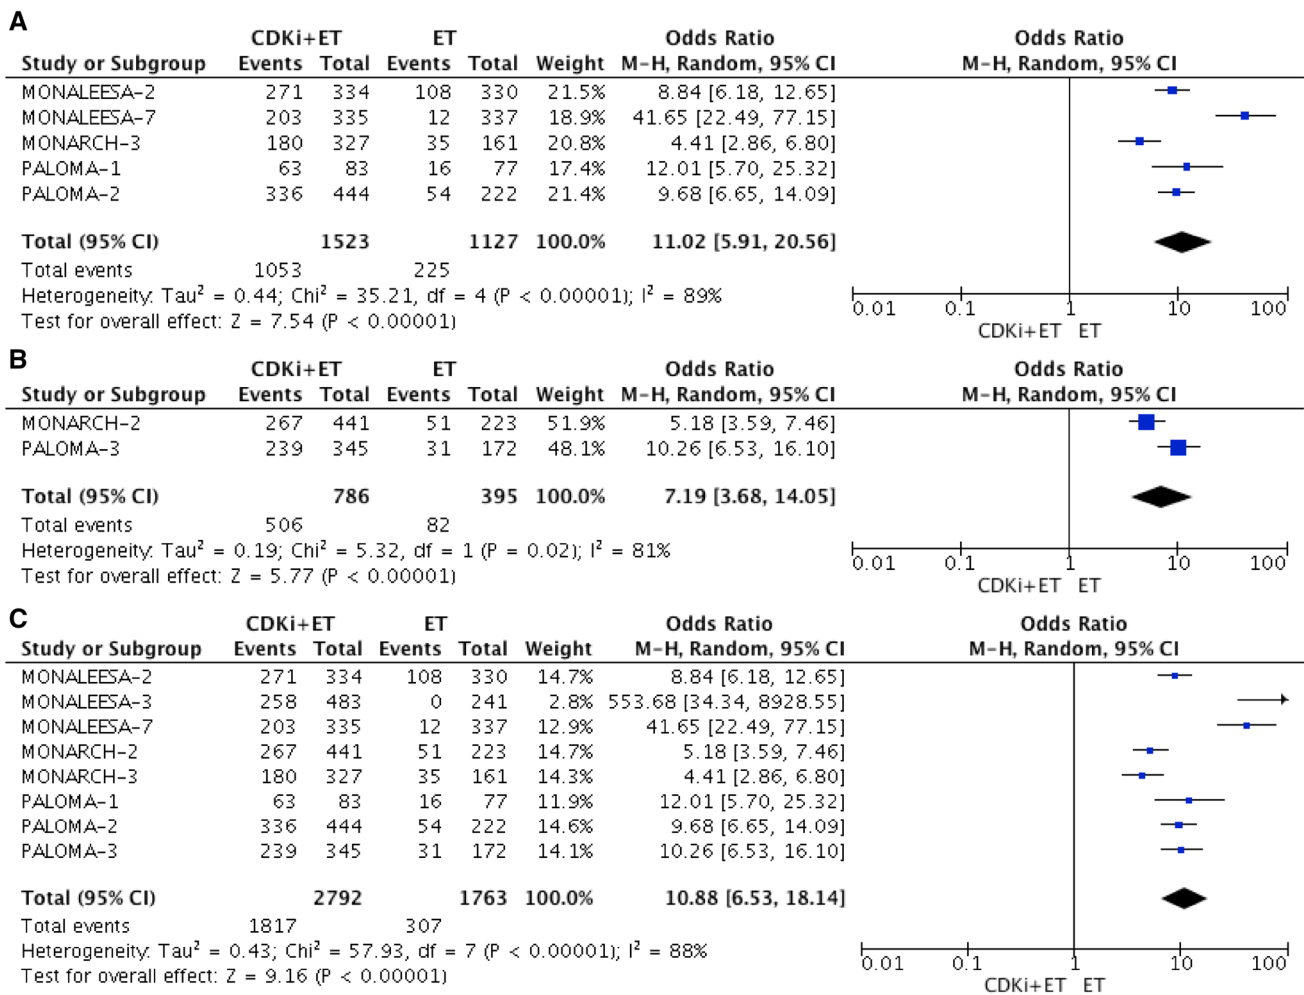 A
CDKi+ET ET Odds Ratio Odds Ratio
Study or Subgroup Events Total Events Total Weight M-H, Random, 95% CI M-H, Random, 95% CI
MONALEESA-2 271 334 108 330 21.5% 8.84 [6.18, 12.65]
MONALEESA-7 203 335 12 337 18.9% 41.65 [22.49, 77.15]
MONARCH-3 180 327 35 161 20.8% 4.41 [2.86, 6.80]
PALOMA-1 63 83 16 77 17.4% 12.01 [5.70, 25.32]
PALOMA-2 336 444 54 222 21.4% 9.68 [6.65, 14.09]
Total (95% CI) 1523 1127 100.0% 11.02 [5.91, 20.56]
Total events 1053 225
Heterogeneity: Tau² = 0.44; Chi² = 35.21, df = 4 (P < 0.00001); I² = 89%
Test for overall effect: Z = 7.54 (P < 0.00001)
0.01 0.1 1 10 100
CDKi+ET ET
B
CDKi+ET ET Odds Ratio Odds Ratio
Study or Subgroup Events Total Events Total Weight M-H, Random, 95% CI M-H, Random, 95% CI
MONARCH-2 267 441 51 223 51.9% 5.18 [3.59, 7.46]
PALOMA-3 239 345 31 172 48.1% 10.26 [6.53, 16.10]
Total (95% CI) 786 395 100.0% 7.19 [3.68, 14.05]
Total events 506 82
Heterogeneity: Tau² = 0.19; Chi² = 5.32, df = 1 (P = 0.02); I² = 81%
Test for overall effect: Z = 5.77 (P < 0.00001)
0.01 0.1 1 10 100
CDKi+ET ET
C
CDKi+ET ET Odds Ratio Odds Ratio
Study or Subgroup Events Total Events Total Weight M-H, Random, 95% CI M-H, Random, 95% CI
MONALEESA-2 271 334 108 330 14.7% 8.84 [6.18, 12.65]
MONALEESA-3 258 483 0 241 2.8% 553.68 [34.34, 8928.55]
MONALEESA-7 203 335 12 337 12.9% 41.65 [22.49, 77.15]
MONARCH-2 267 441 51 223 14.7% 5.18 [3.59, 7.46]
MONARCH-3 180 327 35 161 14.3% 4.41 [2.86, 6.80]
PALOMA-1 63 83 16 77 11.9% 12.01 [5.70, 25.32]
PALOMA-2 336 444 54 222 14.6% 9.68 [6.65, 14.09]
PALOMA-3 239 345 31 172 14.1% 10.26 [6.53, 16.10]
Total (95% CI) 2792 1763 100.0% 10.88 [6.53, 18.14]
Total events 1817 307
Heterogeneity: Tau² = 0.43; Chi² = 57.93, df = 7 (P < 0.00001); I² = 88%
Test for overall effect: Z = 9.16 (P < 0.00001)
0.01 0.1 1 10 100
CDKi+ET ET